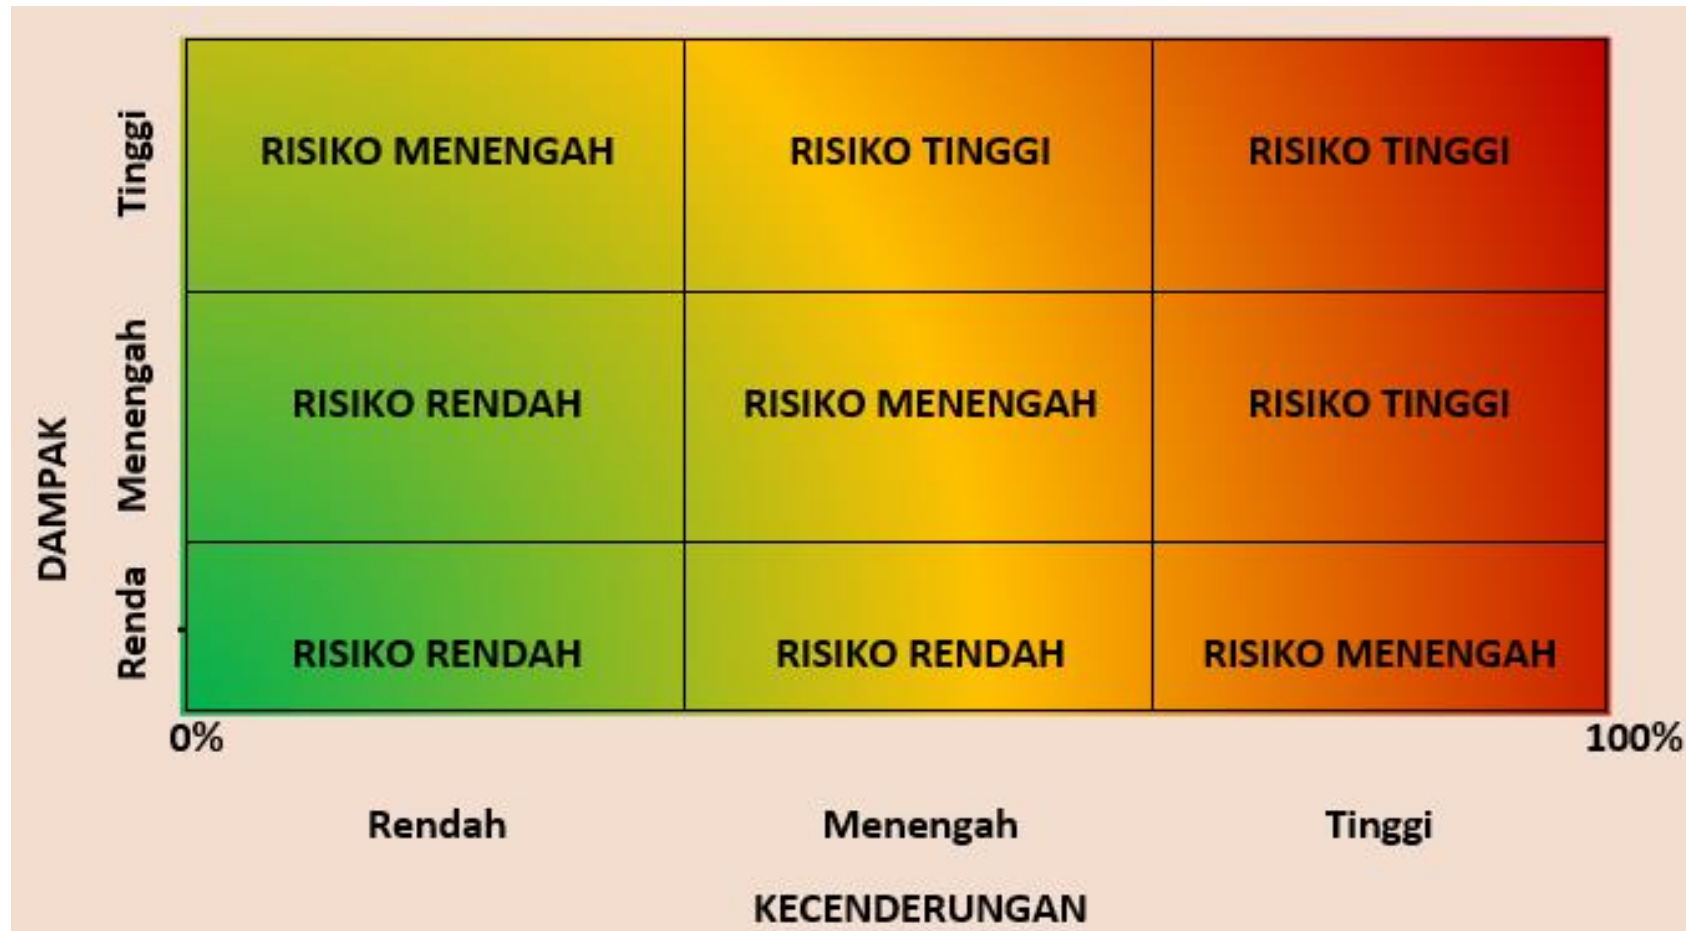 Tinggi
RISIKO MENENGAH
RISIKO TINGGI
RISIKO TINGGI
DAMPAK
Menengah
RISIKO RENDAH
RISIKO MENENGAH
RISIKO TINGGI
Renda
RISIKO RENDAH
RISIKO RENDAH
RISIKO MENENGAH
0%
100%
Rendah
Menengah
Tinggi
KECENDERUNGAN